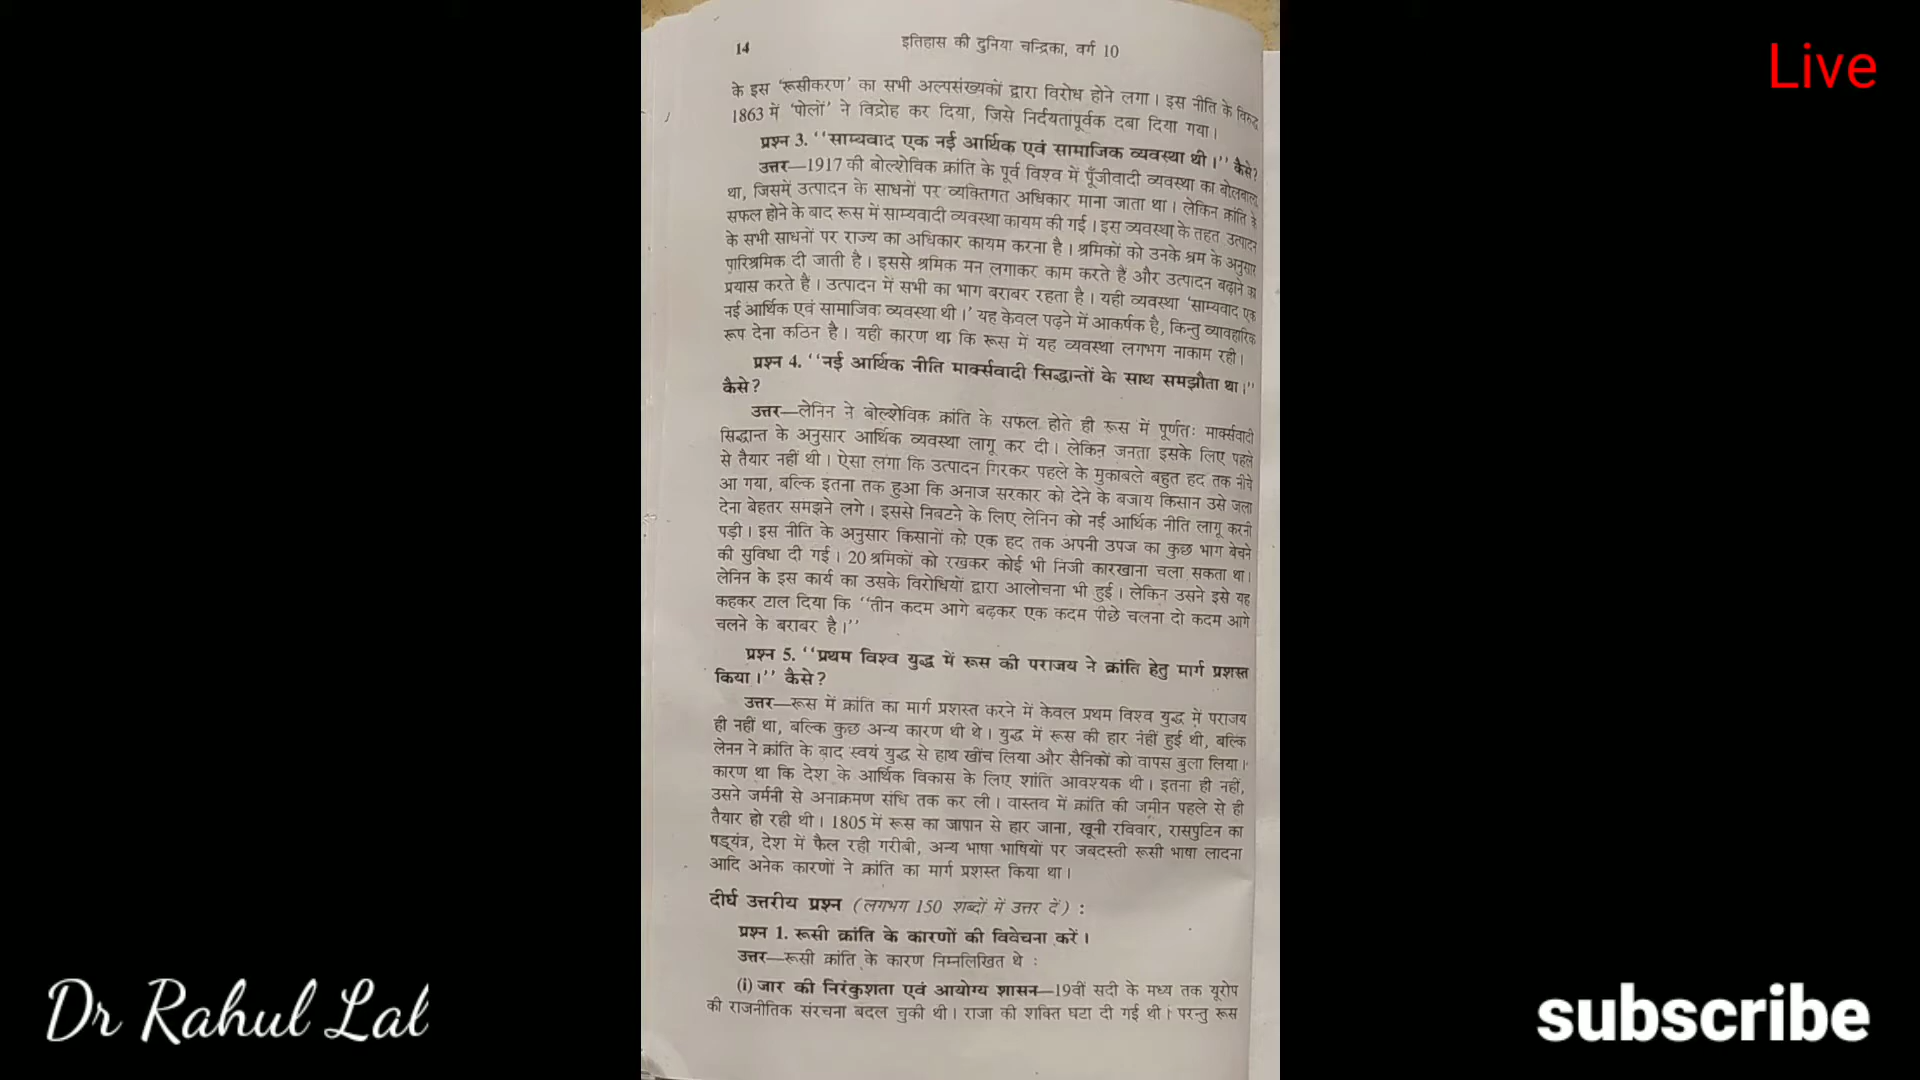 14
इतिहास की दुनिया चन्द्रिका, वर्ग 10
Live
के इस 'रूसीकरण' का सभी अल्पसंख्यकों द्वारा विरोध होने लगा। इस नीति के विरुद्ध
1863 में 'पोलों' ने विद्रोह कर दिया, जिसे निर्दयतापूर्वक दबा दिया गया।
प्रश्न 3. ''साम्यवाद एक नई आर्थिक एवं सामाजिक व्यवस्था थी।'' कैसे?
उत्तर—1917 की बोल्शेविक क्रांति के पूर्व विश्व में पूँजीवादी व्यवस्था का बोलबाला
था, जिसमें उत्पादन के साधनों पर व्यक्तिगत अधिकार माना जाता था। लेकिन क्रांति के
सफल होने के बाद रूस में साम्यवादी व्यवस्था कायम की गई। इस व्यवस्था के तहत उत्पादन
के सभी साधनों पर राज्य का अधिकार कायम करना है। श्रमिकों को उनके श्रम के अनुसार
पारिश्रमिक दी जाती है। इससे श्रमिक मन लगाकर काम करते हैं और उत्पादन बढ़ाने का
प्रयास करते हैं। उत्पादन में सभी का भाग बराबर रहता है। यही व्यवस्था 'साम्यवाद एक
नई आर्थिक एवं सामाजिक व्यवस्था थी।' यह केवल पढ़ने में आकर्षक है, किन्तु व्यावहारिक
रूप देना कठिन है। यही कारण था कि रूस में यह व्यवस्था लगभग नाकाम रही।
प्रश्न 4. ''नई आर्थिक नीति मार्क्सवादी सिद्धान्तों के साथ समझौता था।''
कैसे?
उत्तर—लेनिन ने बोल्शेविक क्रांति के सफल होते ही रूस में पूर्णतः मार्क्सवादी
सिद्धान्त के अनुसार आर्थिक व्यवस्था लागू कर दी। लेकिन जनता इसके लिए पहले
से तैयार नहीं थी। ऐसा लगा कि उत्पादन गिरकर पहले के मुकाबले बहुत हद तक नीचे
आ गया, बल्कि इतना तक हुआ कि अनाज सरकार को देने के बजाय किसान उसे जला
देना बेहतर समझने लगे। इससे निबटने के लिए लेनिन को नई आर्थिक नीति लागू करनी
पड़ी। इस नीति के अनुसार किसानों को एक हद तक अपनी उपज का कुछ भाग बेचने
की सुविधा दी गई। 20 श्रमिकों को रखकर कोई भी निजी कारखाना चला सकता था।
लेनिन के इस कार्य का उसके विरोधियों द्वारा आलोचना भी हुई। लेकिन उसने इसे यह
कहकर टाल दिया कि ''तीन कदम आगे बढ़कर एक कदम पीछे चलना दो कदम आगे
चलने के बराबर है।''
प्रश्न 5. ''प्रथम विश्व युद्ध में रूस की पराजय ने क्रांति हेतु मार्ग प्रशस्त
किया।'' कैसे?
उत्तर—रूस में क्रांति का मार्ग प्रशस्त करने में केवल प्रथम विश्व युद्ध में पराजय
ही नहीं था, बल्कि कुछ अन्य कारण थी थे। युद्ध में रूस की हार नहीं हुई थी, बल्कि
लेनन ने क्रांति के बाद स्वयं युद्ध से हाथ खींच लिया और सैनिकों को वापस बुला लिया।
कारण था कि देश के आर्थिक विकास के लिए शांति आवश्यक थी। इतना ही नहीं,
उसने जर्मनी से अनाक्रमण संधि तक कर ली। वास्तव में क्रांति की जमीन पहले से ही
तैयार हो रही थी। 1805 में रूस का जापान से हार जाना, खूनी रविवार, रासपुटिन का
षड्यंत्र, देश में फैल रही गरीबी, अन्य भाषा भाषियों पर जबदस्ती रूसी भाषा लादना
आदि अनेक कारणों ने क्रांति का मार्ग प्रशस्त किया था।
दीर्घ उत्तरीय प्रश्न (लगभग 150 शब्दों में उत्तर दें) :
प्रश्न 1. रूसी क्रांति के कारणों की विवेचना करें।
उत्तर—रूसी क्रांति के कारण निम्नलिखित थे :
(i) जार की निरंकुशता एवं आयोग्य शासन—19वीं सदी के मध्य तक यूरोप
की राजनीतिक संरचना बदल चुकी थी। राजा की शक्ति घटा दी गई थी। परन्तु रूस
Dr Rahul Lal
subscribe